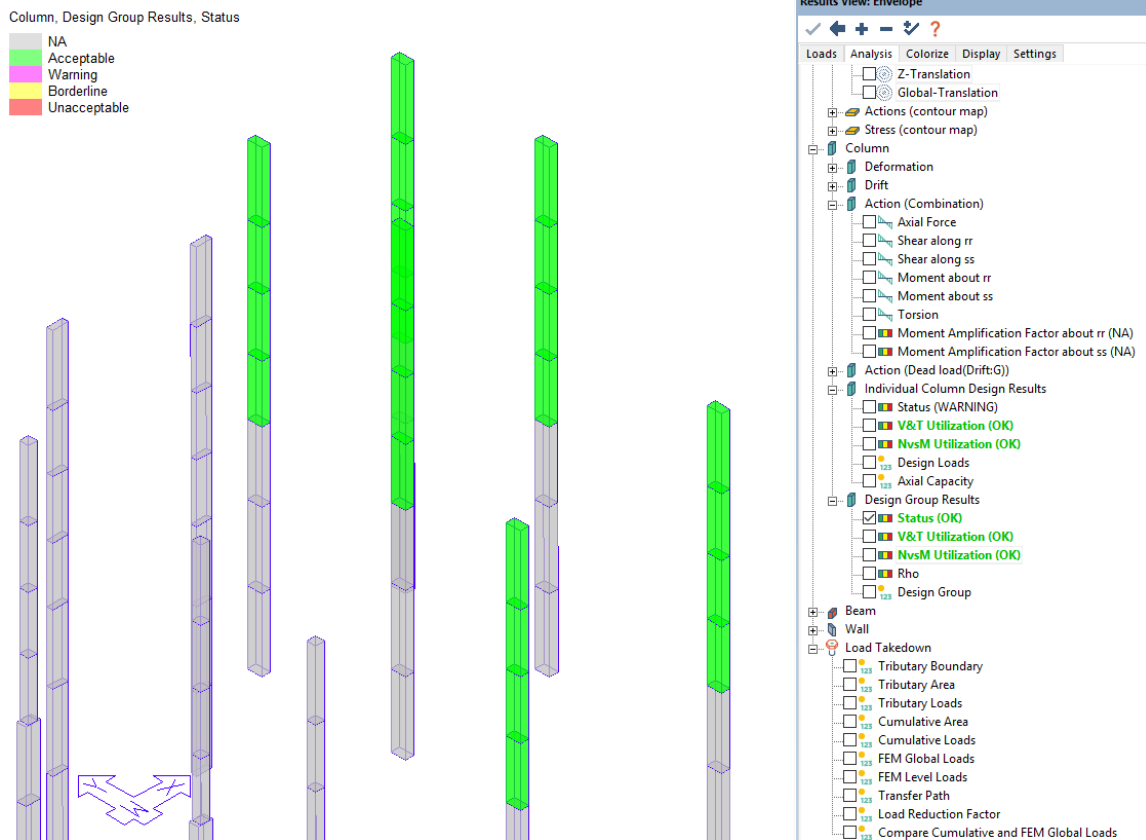 Column, Design Group Results, Status
NA
Acceptable
Warning
Borderline
Unacceptable
Results View: Envelope
Loads Analysis Colorize Display Settings
Z-Translation
Global-Translation
Actions (contour map)
Stress (contour map)
Column
Deformation
Drift
Action (Combination)
Axial Force
Shear along rr
Shear along ss
Moment about rr
Moment about ss
Torsion
Moment Amplification Factor about rr (NA)
Moment Amplification Factor about ss (NA)
Action (Dead load(Drift:G))
Individual Column Design Results
Status (WARNING)
V&T Utilization (OK)
NvsM Utilization (OK)
Design Loads
Axial Capacity
Design Group Results
Status (OK)
V&T Utilization (OK)
NvsM Utilization (OK)
Rho
Design Group
Beam
Wall
Load Takedown
Tributary Boundary
Tributary Area
Tributary Loads
Cumulative Area
Cumulative Loads
FEM Global Loads
FEM Level Loads
Transfer Path
Load Reduction Factor
Compare Cumulative and FEM Global Loads
Y Z X